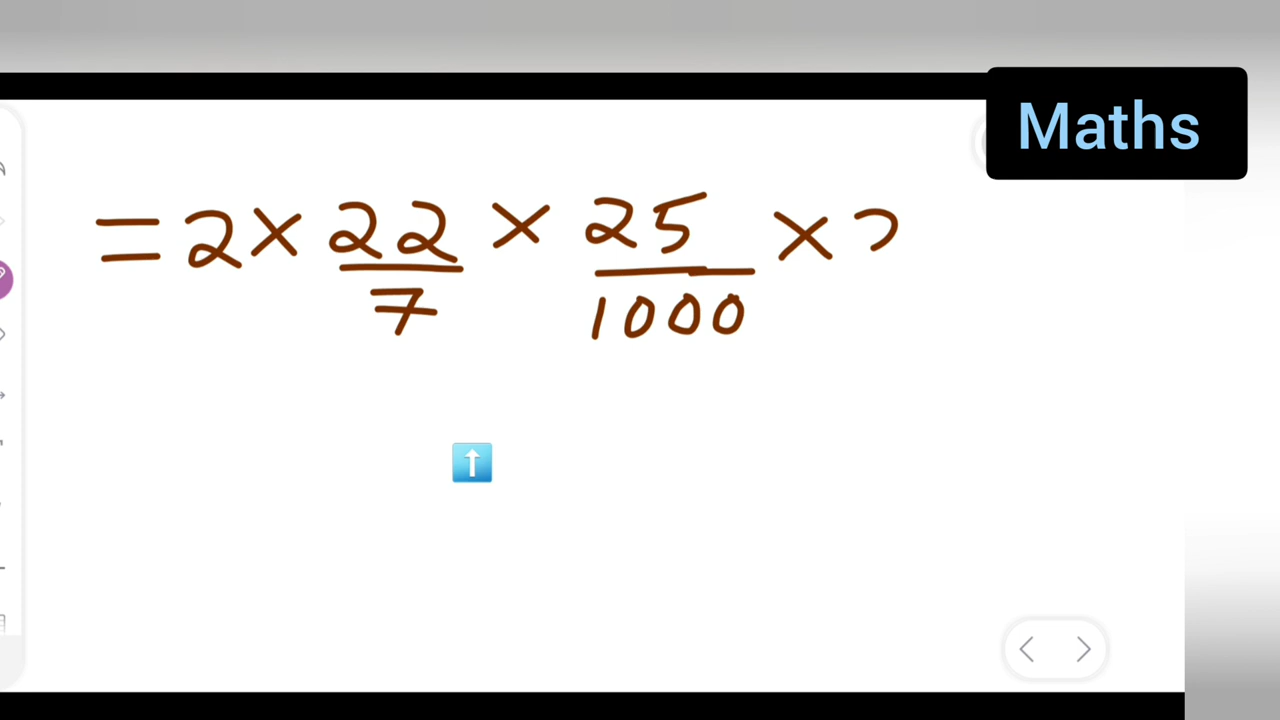 Maths
= 2 × 22/7 × 25/1000 ×